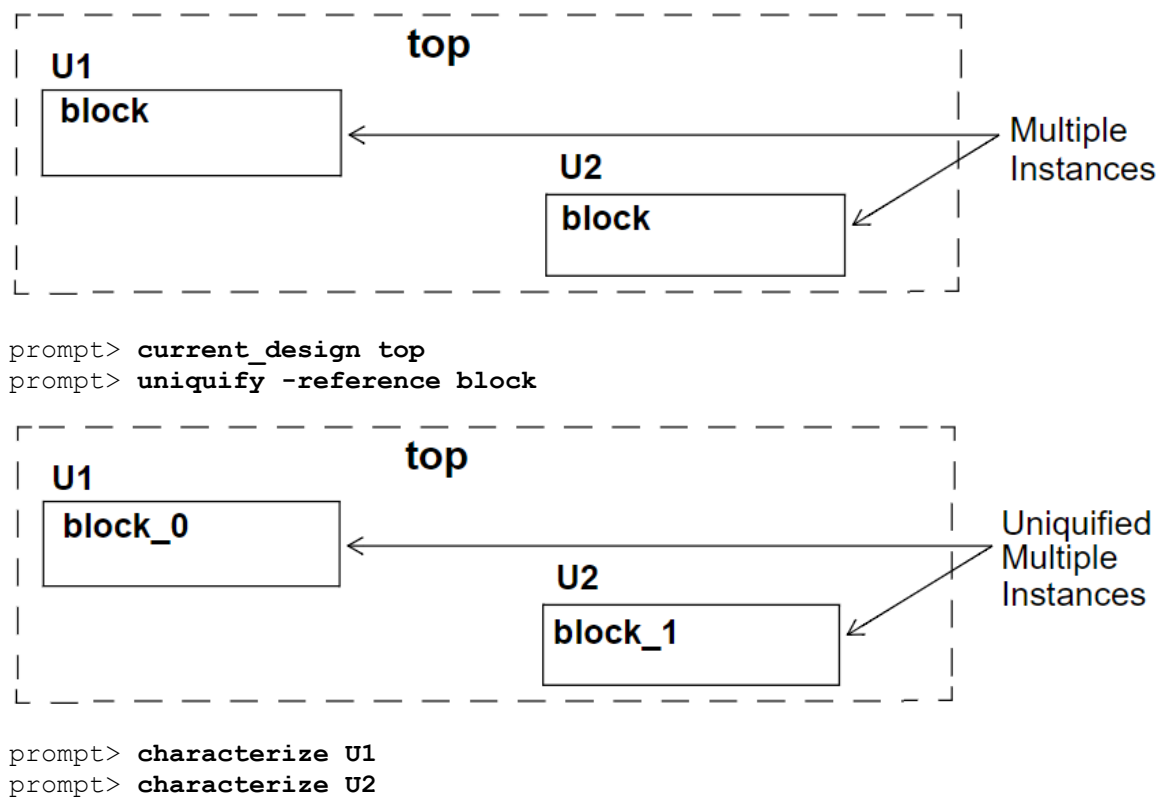 top
U1
block
Multiple
Instances
U2
block
prompt> current_design top
prompt> uniquify -reference block
top
U1
block_0
Uniquified
Multiple
Instances
U2
block_1
prompt> characterize U1
prompt> characterize U2